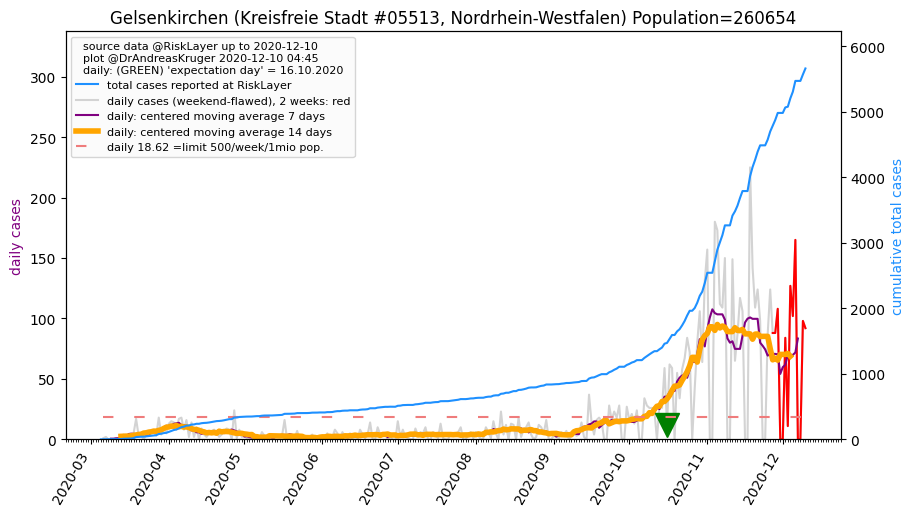 Gelsenkirchen (Kreisfreie Stadt #05513, Nordrhein-Westfalen) Population=260654
source data @RiskLayer up to 2020-12-10
plot @DrAndreasKruger 2020-12-10 04:45
daily: (GREEN) 'expectation day' = 16.10.2020
total cases reported at RiskLayer
daily cases (weekend-flawed), 2 weeks: red
daily: centered moving average 7 days
daily: centered moving average 14 days
daily 18.62 =limit 500/week/1mio pop.
daily cases
300
250
200
150
100
50
0
cumulative total cases
6000
5000
4000
3000
2000
1000
0
2020-03
2020-04
2020-05
2020-06
2020-07
2020-08
2020-09
2020-10
2020-11
2020-12